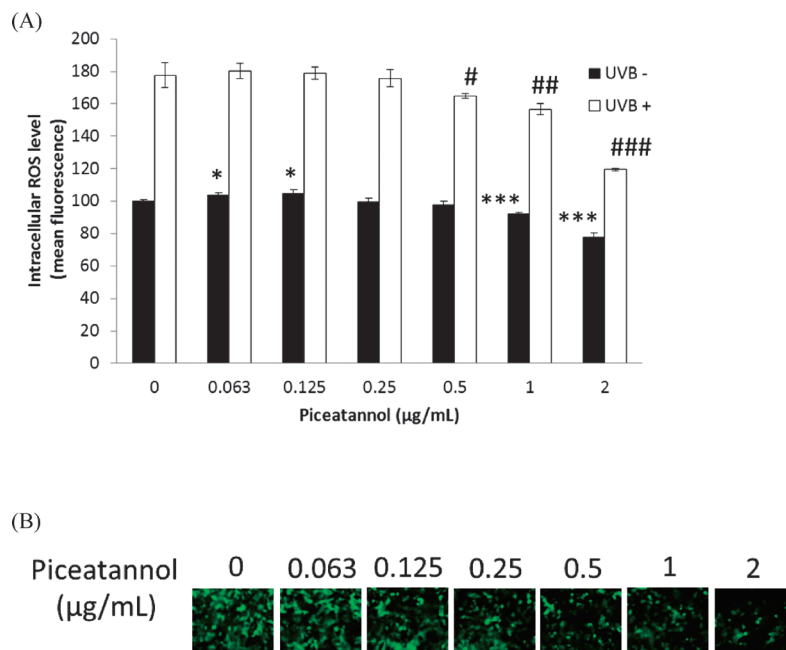 (A)
200
180
160
140
120
100
80
60
40
20
0
Intracellular ROS level
(mean fluorescence)
# ## ###
* * *** ***
UVB -
UVB +
0 0.063 0.125 0.25 0.5 1 2
Piceatannol (µg/mL)
(B)
Piceatannol 0 0.063 0.125 0.25 0.5 1 2
(µg/mL)